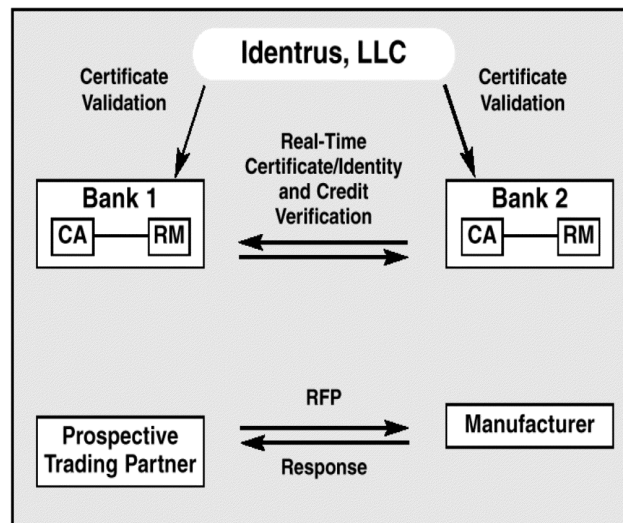 Identrus, LLC
Certificate
Validation
Certificate
Validation
Real-Time
Certificate/Identity
and Credit
Verification
Bank 1
CA
RM
Bank 2
CA
RM
RFP
Prospective
Trading Partner
Manufacturer
Response